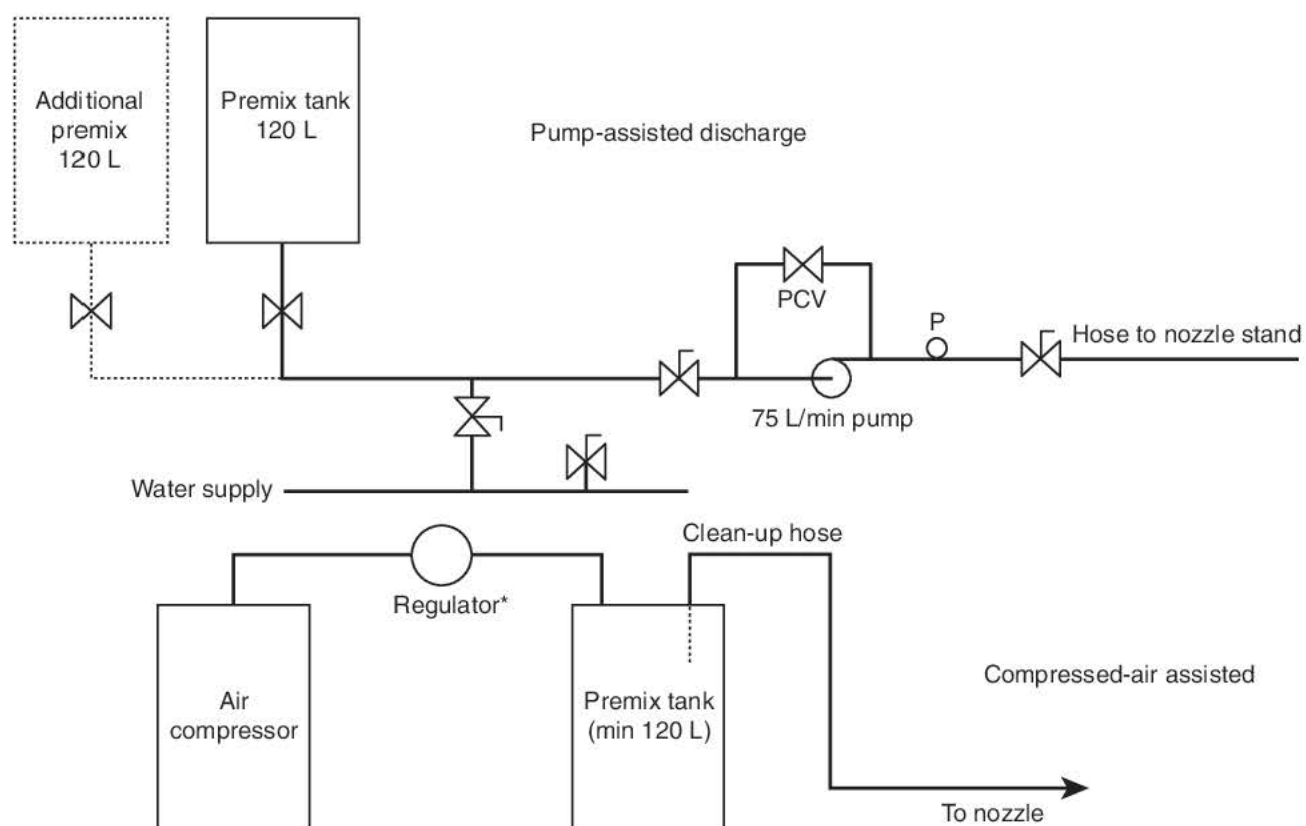 Additional
premix
120 L
Premix tank
120 L
Pump-assisted discharge
PCV
P
Hose to nozzle stand
75 L/min pump
Water supply
Clean-up hose
Regulator*
Air
compressor
Premix tank
(min 120 L)
Compressed-air assisted
To nozzle